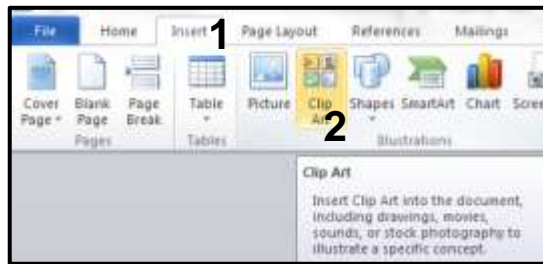 File Home Insert 1 Page Layout References Mailings
Cover Page Blank Page Page Break Table Picture Clip Art 2 Shapes SmartArt Chart Scree
Pages Tables Illustrations
Clip Art
Insert Clip Art into the document,
including drawings, movies,
sounds, or stock photography to
illustrate a specific concept.